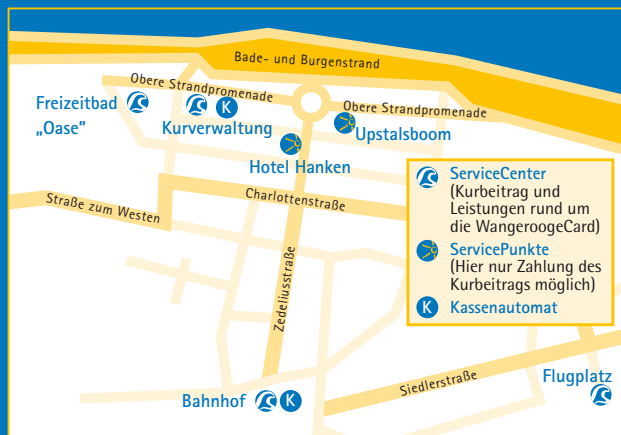 Bade- und Burgenstrand
Obere Strandpromenade
Obere Strandpromenade
Freizeitbad
„Oase"
K
Kurverwaltung
Upstalsboom
Hotel Hanken
Straße zum Westen
Charlottenstraße
Zedeliusstraße
ServiceCenter
(Kurbeitrag und
Leistungen rund um
die WangeroogeCard)
ServicePunkte
(Hier nur Zahlung des
Kurbeitrags möglich)
K Kassenautomat
Siedlerstraße
Flugplatz
Bahnhof K